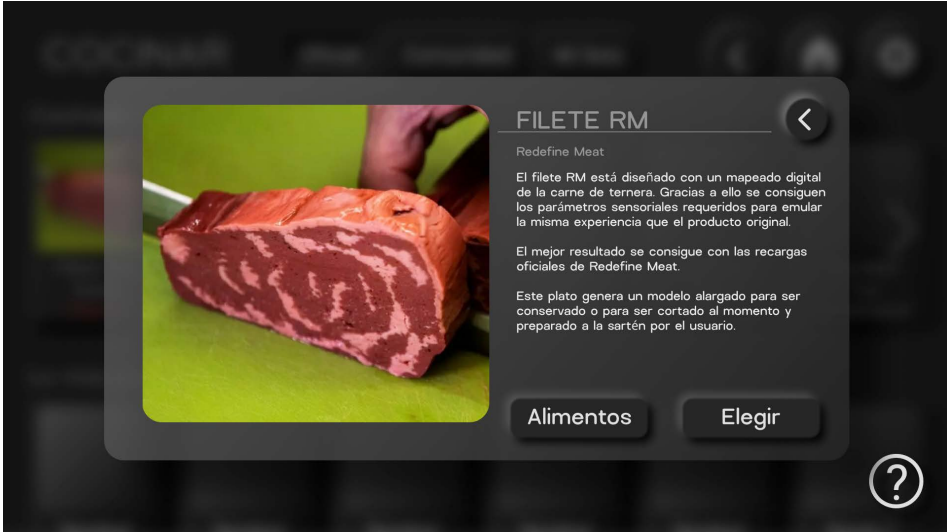 COCINAR
FILETE RM
Redefine Meat
El filete RM está diseñado con un mapeado digital
de la carne de ternera. Gracias a ello se consiguen
los parámetros sensoriales requeridos para emular
la misma experiencia que el producto original.
El mejor resultado se consigue con las recargas
oficiales de Redefine Meat.
Este plato genera un modelo alargado para ser
conservado o para ser cortado al momento y
preparado a la sartén por el usuario.
Alimentos
Elegir
?